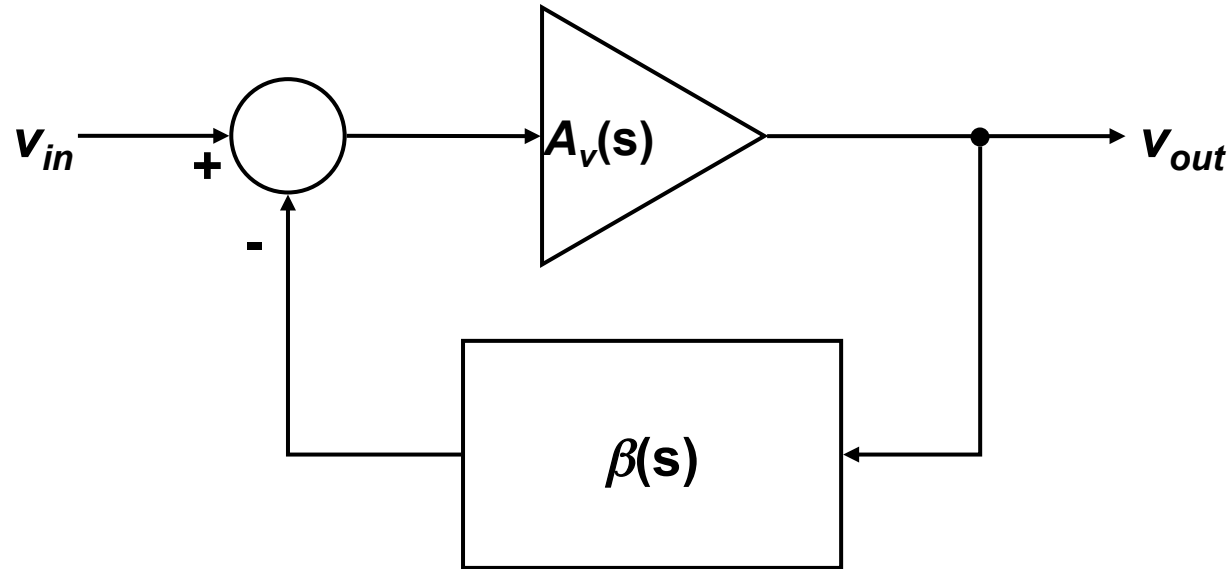 v_in
+
-
A_v(s)
v_out
β(s)